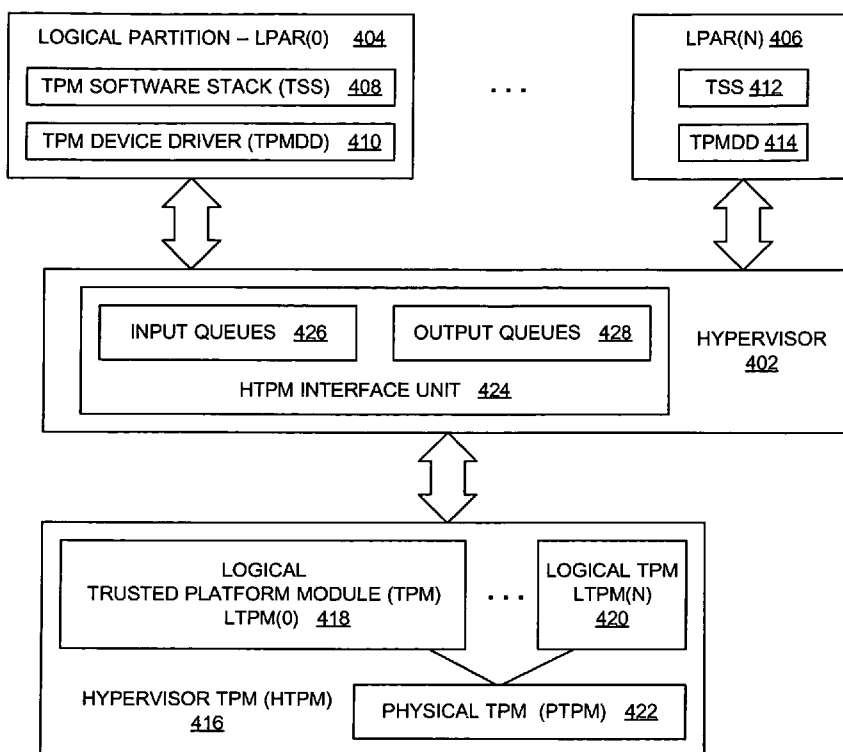 LOGICAL PARTITION – LPAR(0) 404
TPM SOFTWARE STACK (TSS) 408
TPM DEVICE DRIVER (TPMDD) 410
. . .
LPAR(N) 406
TSS 412
TPMDD 414
INPUT QUEUES 426
OUTPUT QUEUES 428
HTPM INTERFACE UNIT 424
HYPERVISOR
402
LOGICAL
TRUSTED PLATFORM MODULE (TPM)
LTPM(0) 418
. . .
LOGICAL TPM
LTPM(N)
420
HYPERVISOR TPM (HTPM)
416
PHYSICAL TPM (PTPM) 422